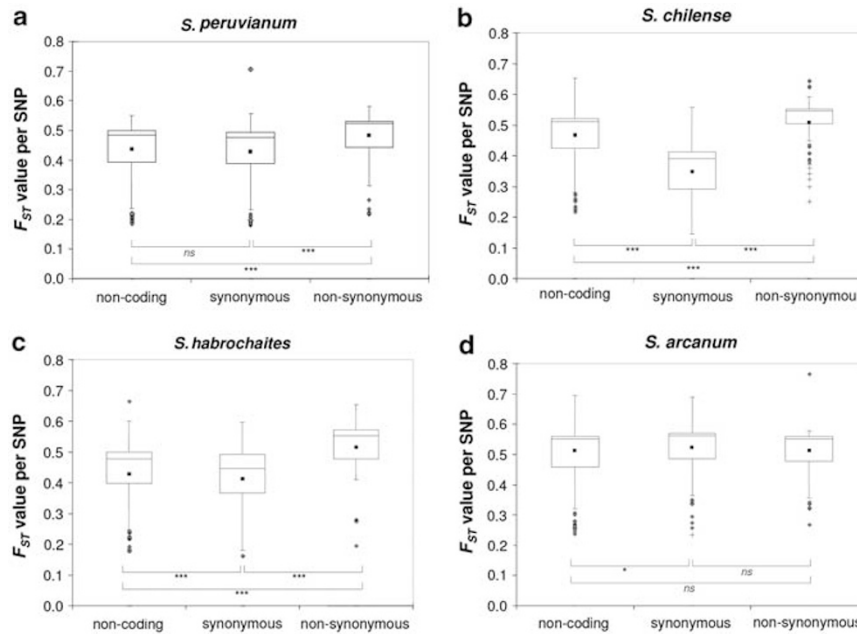 a
S. peruvianum
FST value per SNP
0.8
0.7
0.6
0.5
0.4
0.3
0.2
0.1
0.0
ns
***
***
non-coding
synonymous
non-synonymous
b
S. chilense
FST value per SNP
0.8
0.7
0.6
0.5
0.4
0.3
0.2
0.1
0.0
***
***
***
non-coding
synonymous
non-synonymous
c
S. habrochaites
FST value per SNP
0.8
0.7
0.6
0.5
0.4
0.3
0.2
0.1
0.0
***
***
***
non-coding
synonymous
non-synonymous
d
S. arcanum
FST value per SNP
0.8
0.7
0.6
0.5
0.4
0.3
0.2
0.1
0.0
*
ns
ns
non-coding
synonymous
non-synonymous